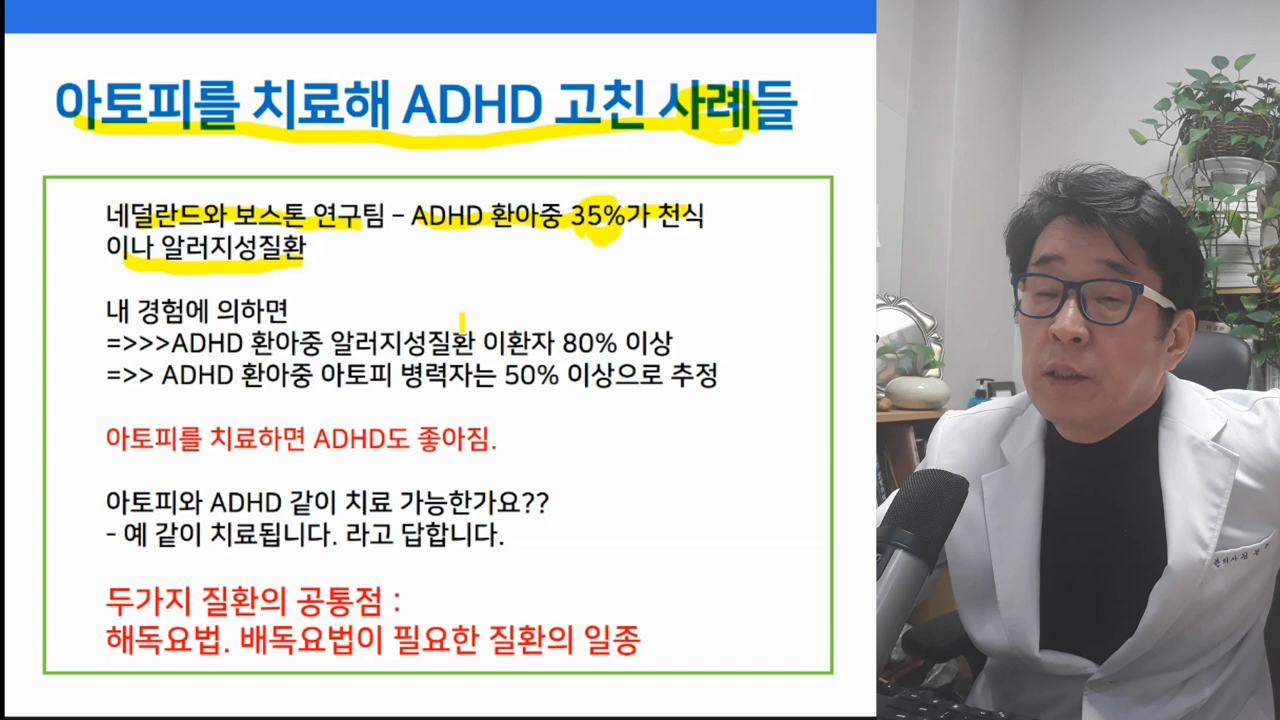 아토피를 치료해 ADHD 고친 사례들
네덜란드와 보스톤 연구팀 – ADHD 환아중 35%가 천식
이나 알러지성질환
내 경험에 의하면
=>>>ADHD 환아중 알러지성질환 이환자 80% 이상
=>> ADHD 환아중 아토피 병력자는 50% 이상으로 추정
아토피를 치료하면 ADHD도 좋아짐.
아토피와 ADHD 같이 치료 가능한가요??
- 예 같이 치료됩니다. 라고 답합니다.
두가지 질환의 공통점 :
해독요법. 배독요법이 필요한 질환의 일종